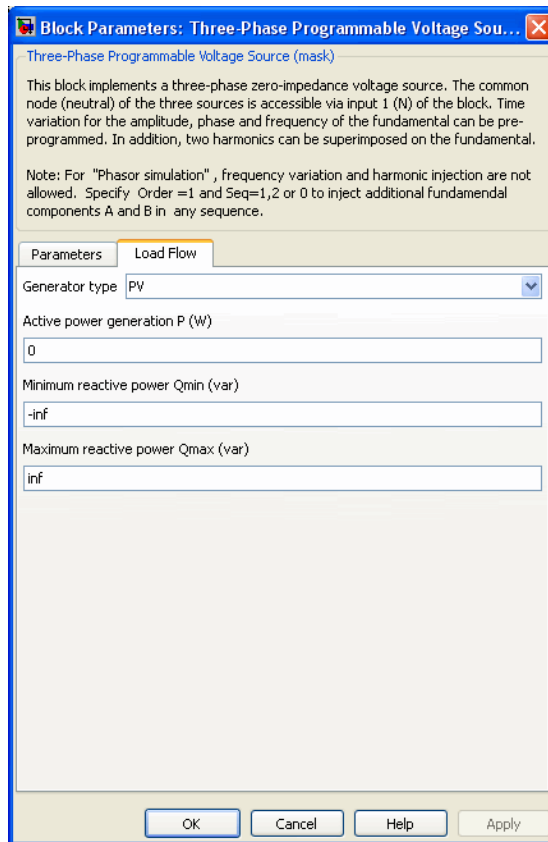 Block Parameters: Three-Phase Programmable Voltage Sou...
Three-Phase Programmable Voltage Source (mask)
This block implements a three-phase zero-impedance voltage source. The common
node (neutral) of the three sources is accessible via input 1 (N) of the block. Time
variation for the amplitude, phase and frequency of the fundamental can be pre-
programmed. In addition, two harmonics can be superimposed on the fundamental.
Note: For "Phasor simulation" , frequency variation and harmonic injection are not
allowed. Specify Order =1 and Seq=1,2 or 0 to inject additional fundamendal
components A and B in any sequence.
Parameters Load Flow
Generator type PV
Active power generation P (W)
0
Minimum reactive power Qmin (var)
-inf
Maximum reactive power Qmax (var)
inf
OK Cancel Help Apply